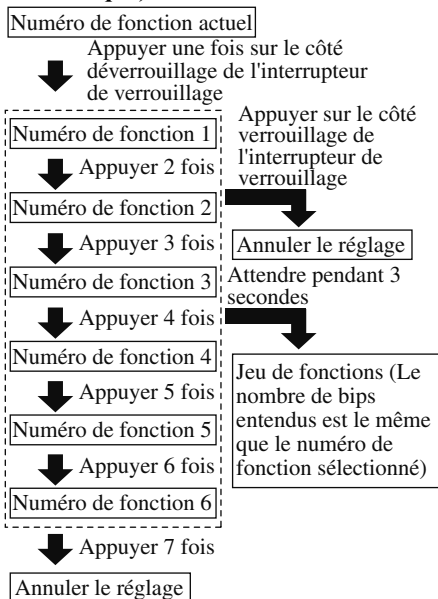 Numéro de fonction actuel
Appuyer une fois sur le côté
déverrouillage de l'interrupteur
de verrouillage
Numéro de fonction 1
Appuyer 2 fois
Numéro de fonction 2
Appuyer 3 fois
Numéro de fonction 3
Appuyer 4 fois
Numéro de fonction 4
Appuyer 5 fois
Numéro de fonction 5
Appuyer 6 fois
Numéro de fonction 6
Appuyer 7 fois
Annuler le réglage
Appuyer sur le côté
verrouillage de
l'interrupteur de
verrouillage
Annuler le réglage
Attendre pendant 3
secondes
Jeu de fonctions (Le
nombre de bips
entendus est le même
que le numéro de
fonction sélectionné)